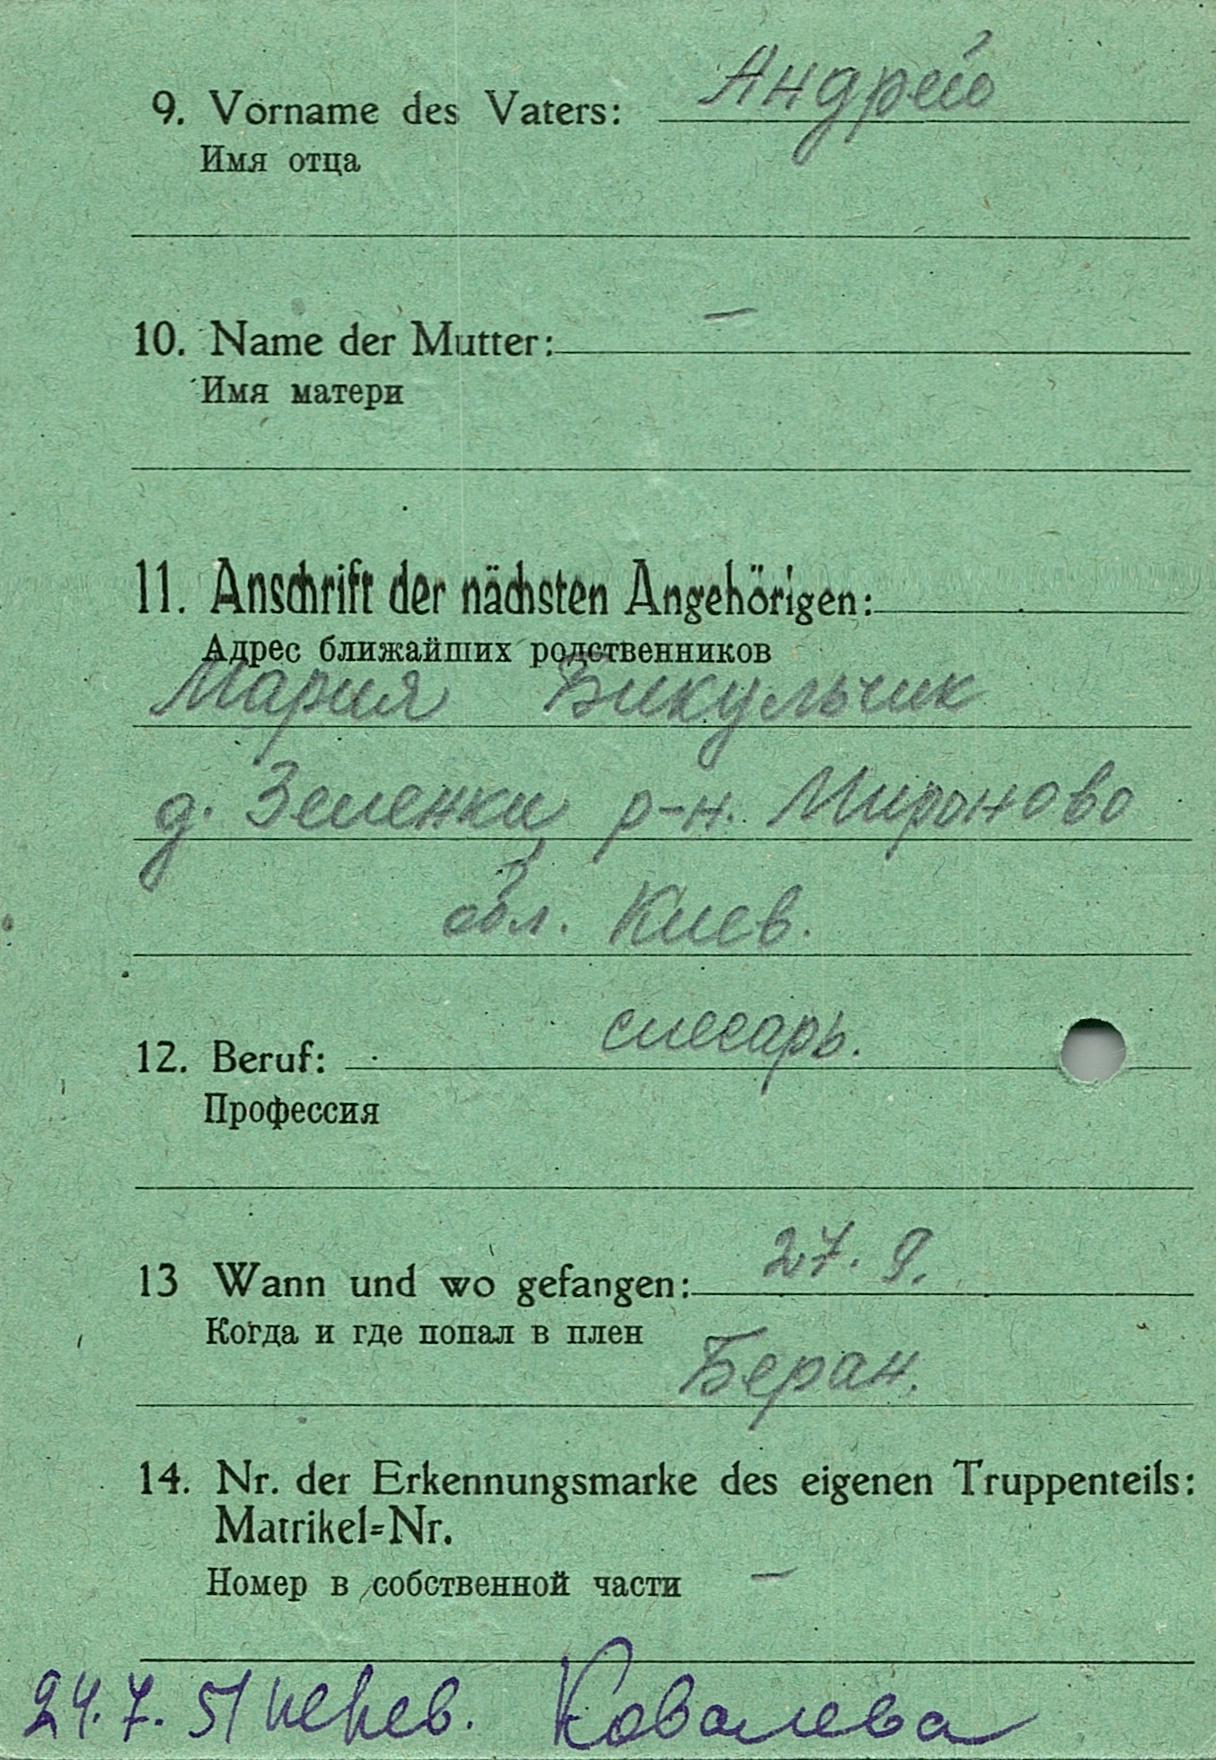 9. Vorname des Vaters: Андрей
Имя отца
10. Name der Mutter: —
Имя матери
11. Anschrift der nächsten Angehörigen:
Адрес ближайших родственников
Мария Бикульчик
д. Зеленки р-н. Мироново
обл. Киев.
12. Beruf: слесарь.
Профессия
13 Wann und wo gefangen: 27. 9.
Когда и где попал в плен
Беран.
14. Nr. der Erkennungsmarke des eigenen Truppenteils:
Matrikel=Nr.
Номер в собственной части —
24.7. 51 перев. Ковалева